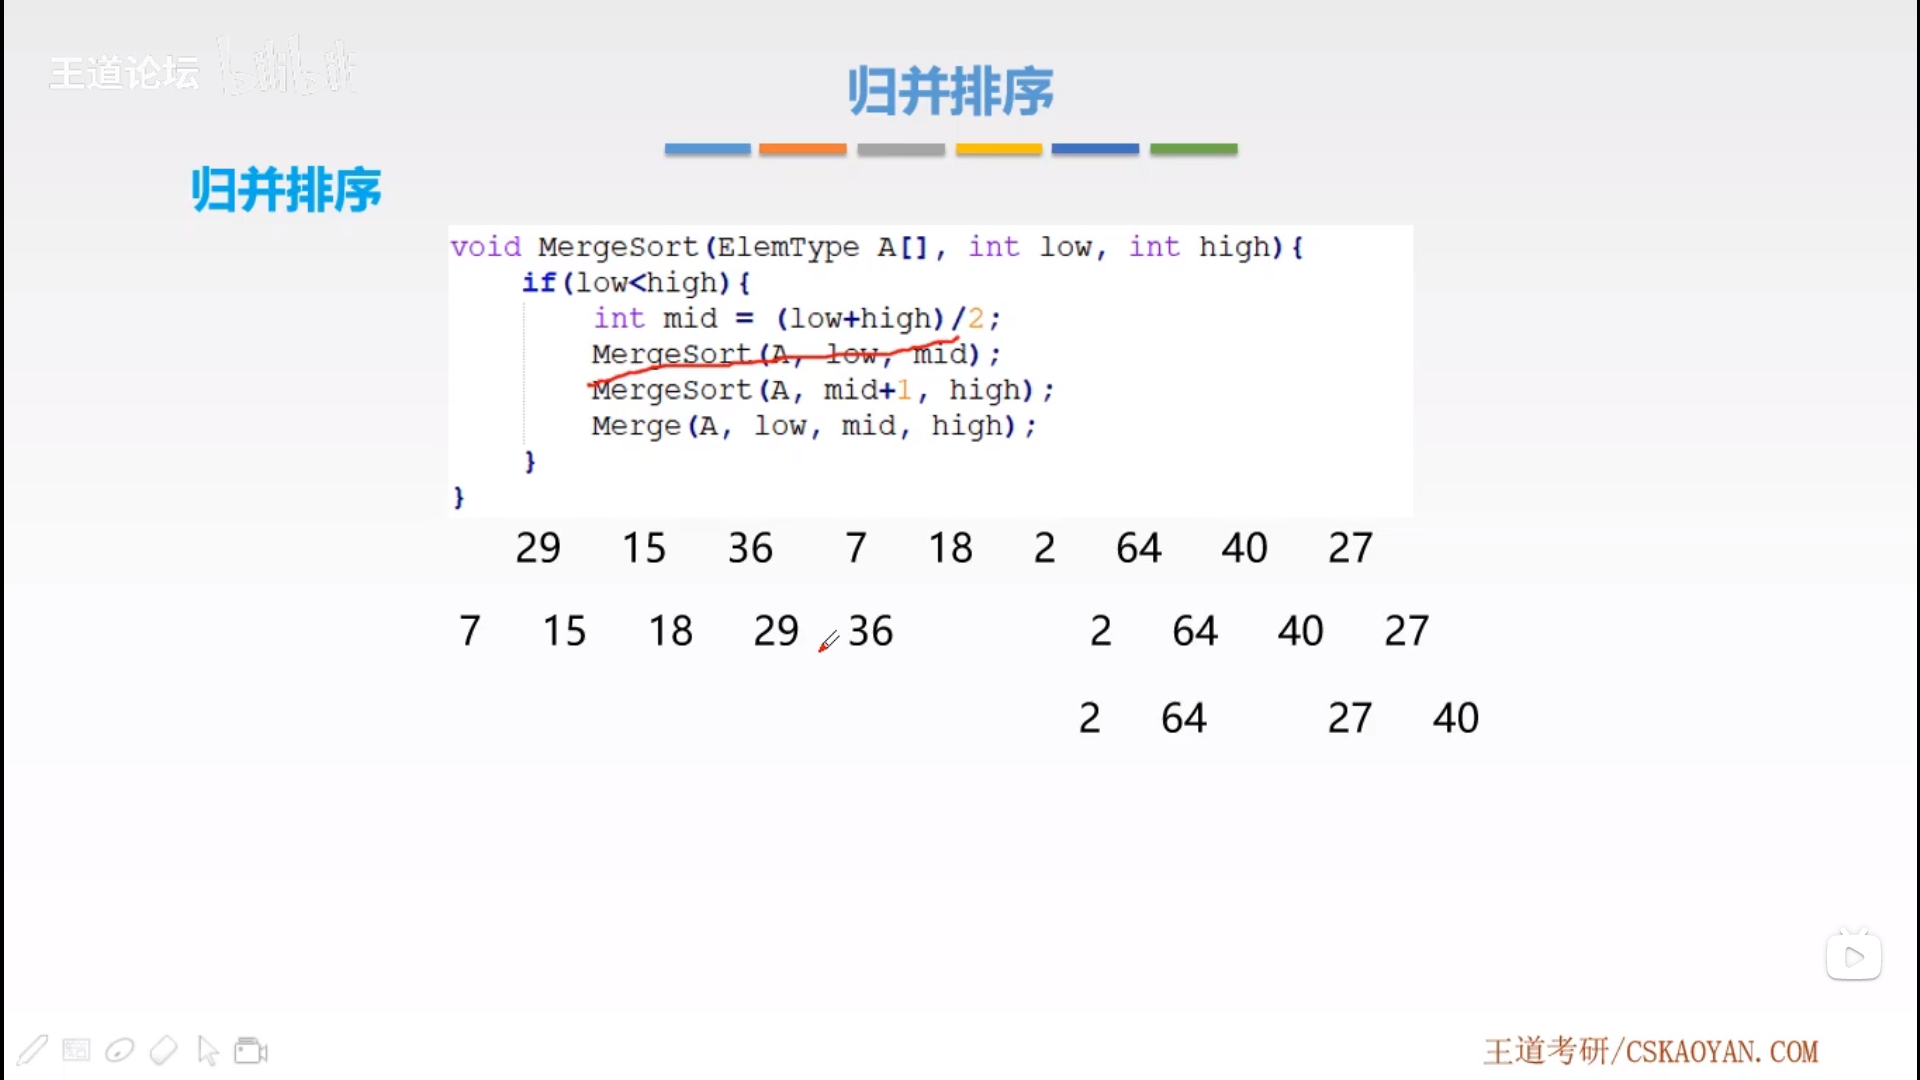 王道论坛 bilibili
归并排序
归并排序
void MergeSort(ElemType A[], int low, int high){
if(low<high){
int mid = (low+high)/2;
MergeSort(A, low, mid);
MergeSort(A, mid+1, high);
Merge(A, low, mid, high);
}
}
29 15 36 7 18 2 64 40 27
7 15 18 29 36 2 64 40 27
2 64 27 40
王道考研/CSKAOYAN.COM